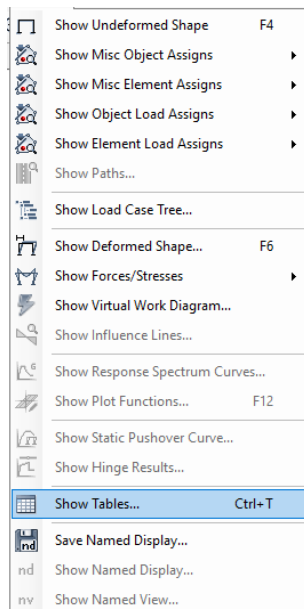 Show Undeformed Shape F4
Show Misc Object Assigns
Show Misc Element Assigns
Show Object Load Assigns
Show Element Load Assigns
Show Paths...
Show Load Case Tree...
Show Deformed Shape... F6
Show Forces/Stresses
Show Virtual Work Diagram...
Show Influence Lines...
Show Response Spectrum Curves...
Show Plot Functions... F12
Show Static Pushover Curve...
Show Hinge Results...
Show Tables... Ctrl+T
nd Save Named Display...
nd Show Named Display...
nv Show Named View...